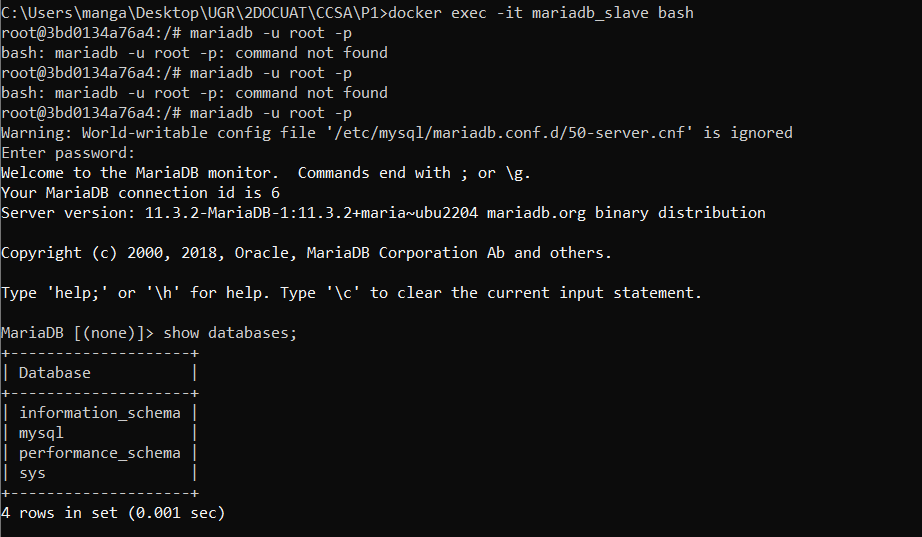 C:\Users\manga\Desktop\UGR\2DOCUAT\CCSA\P1>docker exec -it mariadb_slave bash
root@3bd0134a76a4:/# mariadb -u root -p
bash: mariadb -u root -p: command not found
root@3bd0134a76a4:/# mariadb -u root -p
bash: mariadb -u root -p: command not found
root@3bd0134a76a4:/# mariadb -u root -p
Warning: World-writable config file '/etc/mysql/mariadb.conf.d/50-server.cnf' is ignored
Enter password:
Welcome to the MariaDB monitor.  Commands end with ; or \g.
Your MariaDB connection id is 6
Server version: 11.3.2-MariaDB-1:11.3.2+maria~ubu2204 mariadb.org binary distribution

Copyright (c) 2000, 2018, Oracle, MariaDB Corporation Ab and others.

Type 'help;' or '\h' for help. Type '\c' to clear the current input statement.

MariaDB [(none)]> show databases;
+--------------------+
| Database           |
+--------------------+
| information_schema |
| mysql              |
| performance_schema |
| sys                |
+--------------------+
4 rows in set (0.001 sec)